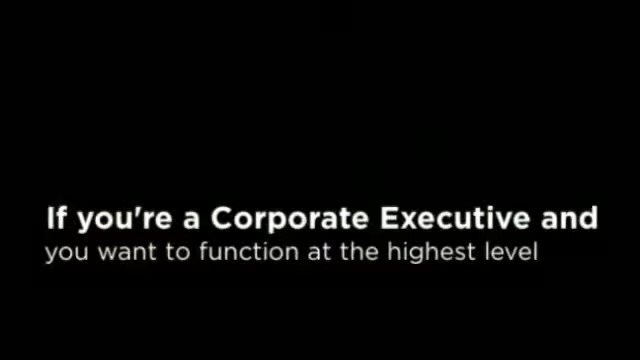 If you're a Corporate Executive and
you want to function at the highest level